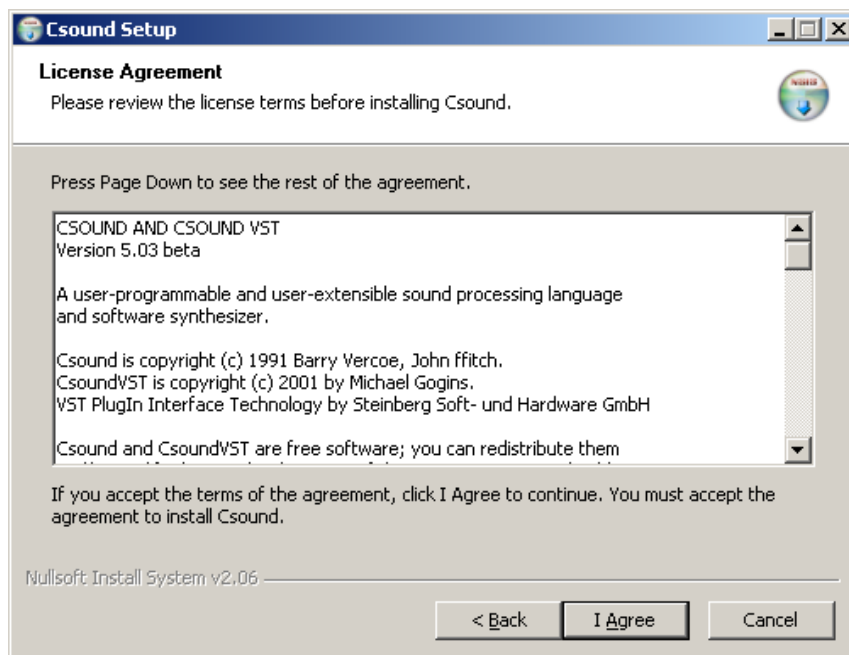 Csound Setup
License Agreement
Please review the license terms before installing Csound.
Press Page Down to see the rest of the agreement.
CSOUND AND CSOUND VST
Version 5.03 beta
A user-programmable and user-extensible sound processing language
and software synthesizer.
Csound is copyright (c) 1991 Barry Vercoe, John ffitch.
CsoundVST is copyright (c) 2001 by Michael Gogins.
VST PlugIn Interface Technology by Steinberg Soft- und Hardware GmbH
Csound and CsoundVST are free software; you can redistribute them
If you accept the terms of the agreement, click I Agree to continue. You must accept the
agreement to install Csound.
Nullsoft Install System v2.06
< Back
I Agree
Cancel